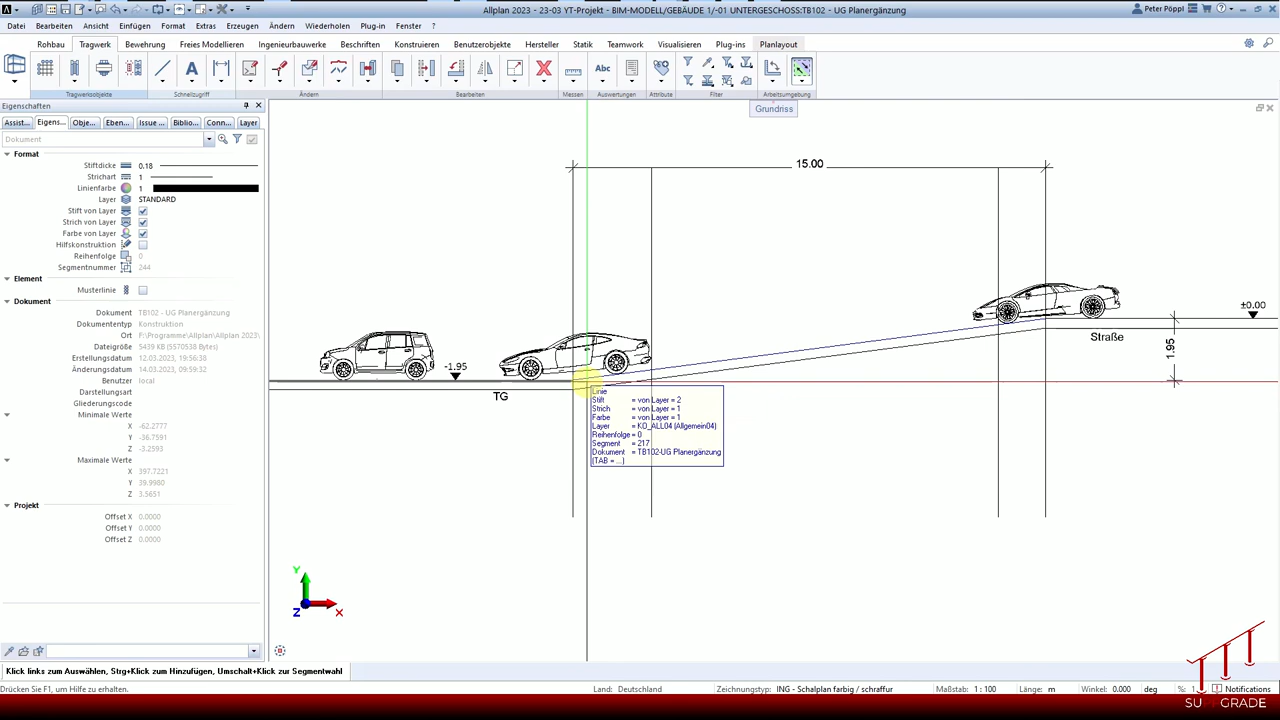 Allplan 2023 - 23-03 YT-Projekt - BIM-MODELL/GEBÄUDE 1/-01 UNTERGESCHOSS:TB102 - UG Planergänzung
Peter Pöppl
Datei Bearbeiten Ansicht Einfügen Format Extras Erzeugen Ändern Wiederholen Plug-in Fenster ?
Rohbau Tragwerk Bewehrung Freies Modellieren Ingenieurbauwerke Beschriften Konstruieren Benutzerobjekte Hersteller Statik Teamwork Visualisieren Plug-ins Planlayout
Abc
Tragwerksobjekte Schnellzugriff Ändern Bearbeiten Messen Auswertungen Attribute Filter Arbeitsumgebung
Grundriss
Eigenschaften
Assist... Eigens... Obje... Eben... Issue ... Biblio... Conn... Layer
Dokument
Format
Stiftdicke 0.18
Strichart 1
Linienfarbe 1
Layer STANDARD
Stift von Layer
Strich von Layer
Farbe von Layer
Hilfskonstruktion
Reihenfolge 0
Segmentnummer 244
Element
Musterlinie
Dokument
Dokument TB102 - UG Planergänzung
Dokumententyp Konstruktion
Ort F:\Programme\Allplan\Allplan 2023\
Dateigröße 5439 KB (5570538 Bytes)
Erstellungsdatum 12.03.2023, 19:56:38
Änderungsdatum 14.03.2023, 09:59:32
Benutzer local
Darstellungsart
Darstellungsgeometrie
Minimale Werte
X -62.2777
Y -36.7591
Z -3.2593
Maximale Werte
X 397.7221
Y 39.9980
Z 3.5651
Projekt
Offset X 0.0000
Offset Y 0.0000
Offset Z 0.0000
15.00
±0.00
Straße
1.95
-1.95
TG
Linie
Stift = von Layer = 2
Strich = von Layer = 1
Farbe = von Layer = 1
Layer = KO_ALL04 (Allgemein04)
Reihenfolge = 0
Segment = 217
Dokument = TB102-UG Planergänzung
(TAB = ...)
Y
Z X
Klick links zum Auswählen, Strg+Klick zum Hinzufügen, Umschalt+Klick zur Segmentwahl
Drücken Sie F1, um Hilfe zu erhalten.
Land: Deutschland Zeichnungstyp: ING - Schalplan farbig / schraffur Maßstab: 1 : 100 Länge: m Winkel: 0.000 deg %: 1 Notifications